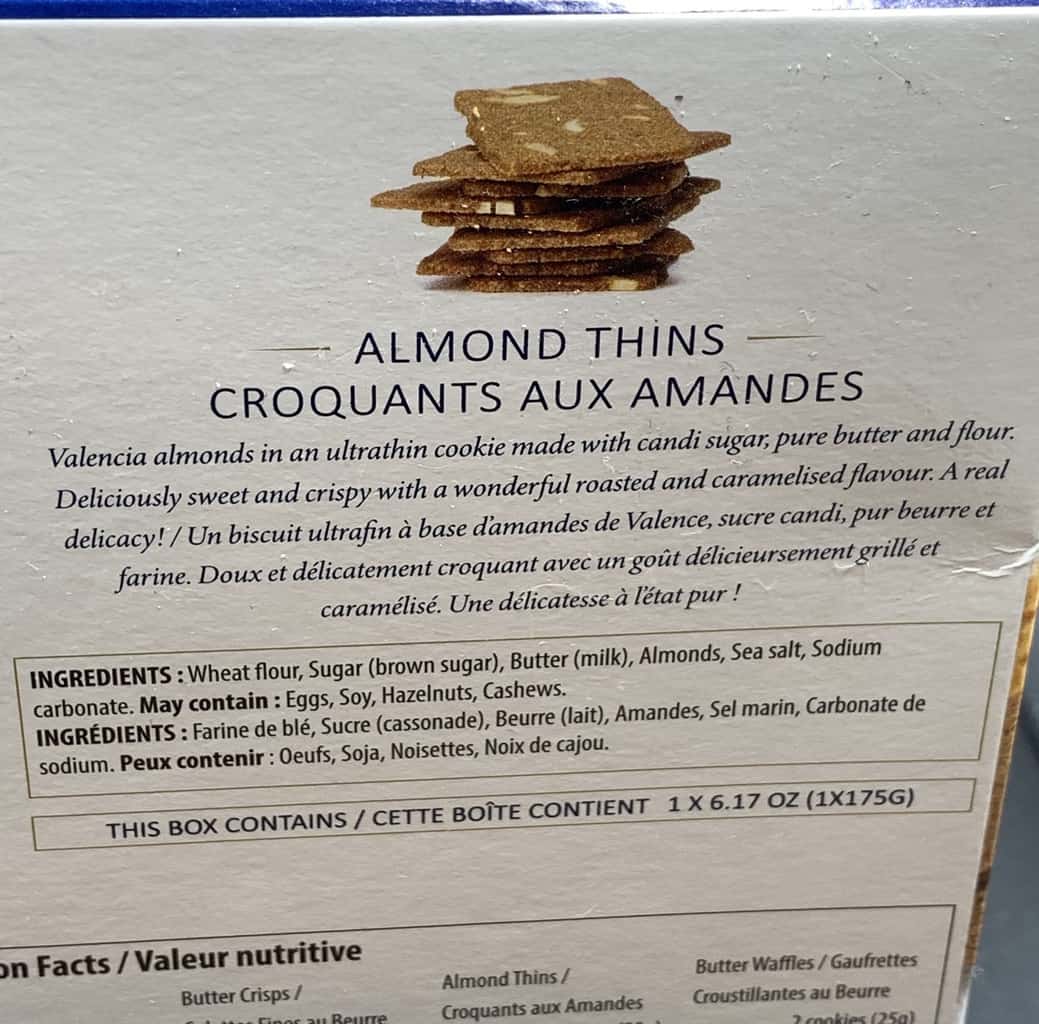 ALMOND THINS
CROQUANTS AUX AMANDES
Valencia almonds in an ultrathin cookie made with candi sugar, pure butter and flour.
Deliciously sweet and crispy with a wonderful roasted and caramelised flavour. A real
delicacy! / Un biscuit ultrafin à base d'amandes de Valence, sucre candi, pur beurre et
farine. Doux et délicatement croquant avec un goût délicieursement grillé et
caramélisé. Une délicatesse à l'état pur !
INGREDIENTS : Wheat flour, Sugar (brown sugar), Butter (milk), Almonds, Sea salt, Sodium
carbonate. May contain : Eggs, Soy, Hazelnuts, Cashews.
INGRÉDIENTS : Farine de blé, Sucre (cassonade), Beurre (lait), Amandes, Sel marin, Carbonate de
sodium. Peux contenir : Oeufs, Soja, Noisettes, Noix de cajou.
THIS BOX CONTAINS / CETTE BOÎTE CONTIENT 1 X 6.17 OZ (1X175G)
on Facts / Valeur nutritive
Butter Crisps /
Fines au Beurre
Almond Thins /
Croquants aux Amandes
Butter Waffles / Gaufrettes
Croustillantes au Beurre
2 cookies (25g)